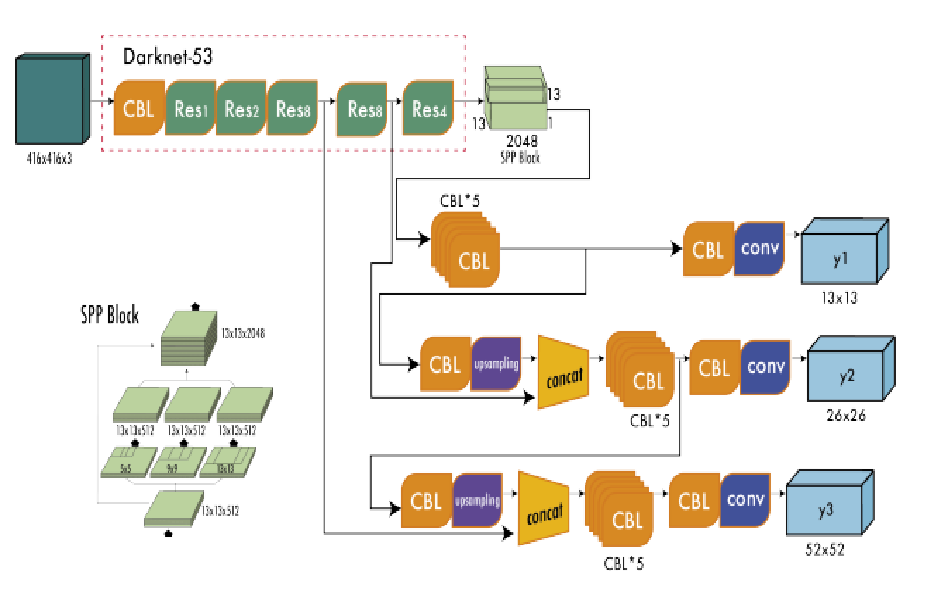 Darknet-53
CBL
Res1
Res2
Res8
Res8
Res4
416x416x3
13
13
1
2048
SPP Block
CBL*5
CBL
CBL
conv
y1
13x13
SPP Block
13x13x2048
13x13x512
13x13x512
13x13x512
5x5
9x9
13x13
13x13x512
CBL
upsampling
concat
CBL
CBL*5
CBL
conv
y2
26x26
CBL
upsampling
concat
CBL
CBL*5
CBL
conv
y3
52x52